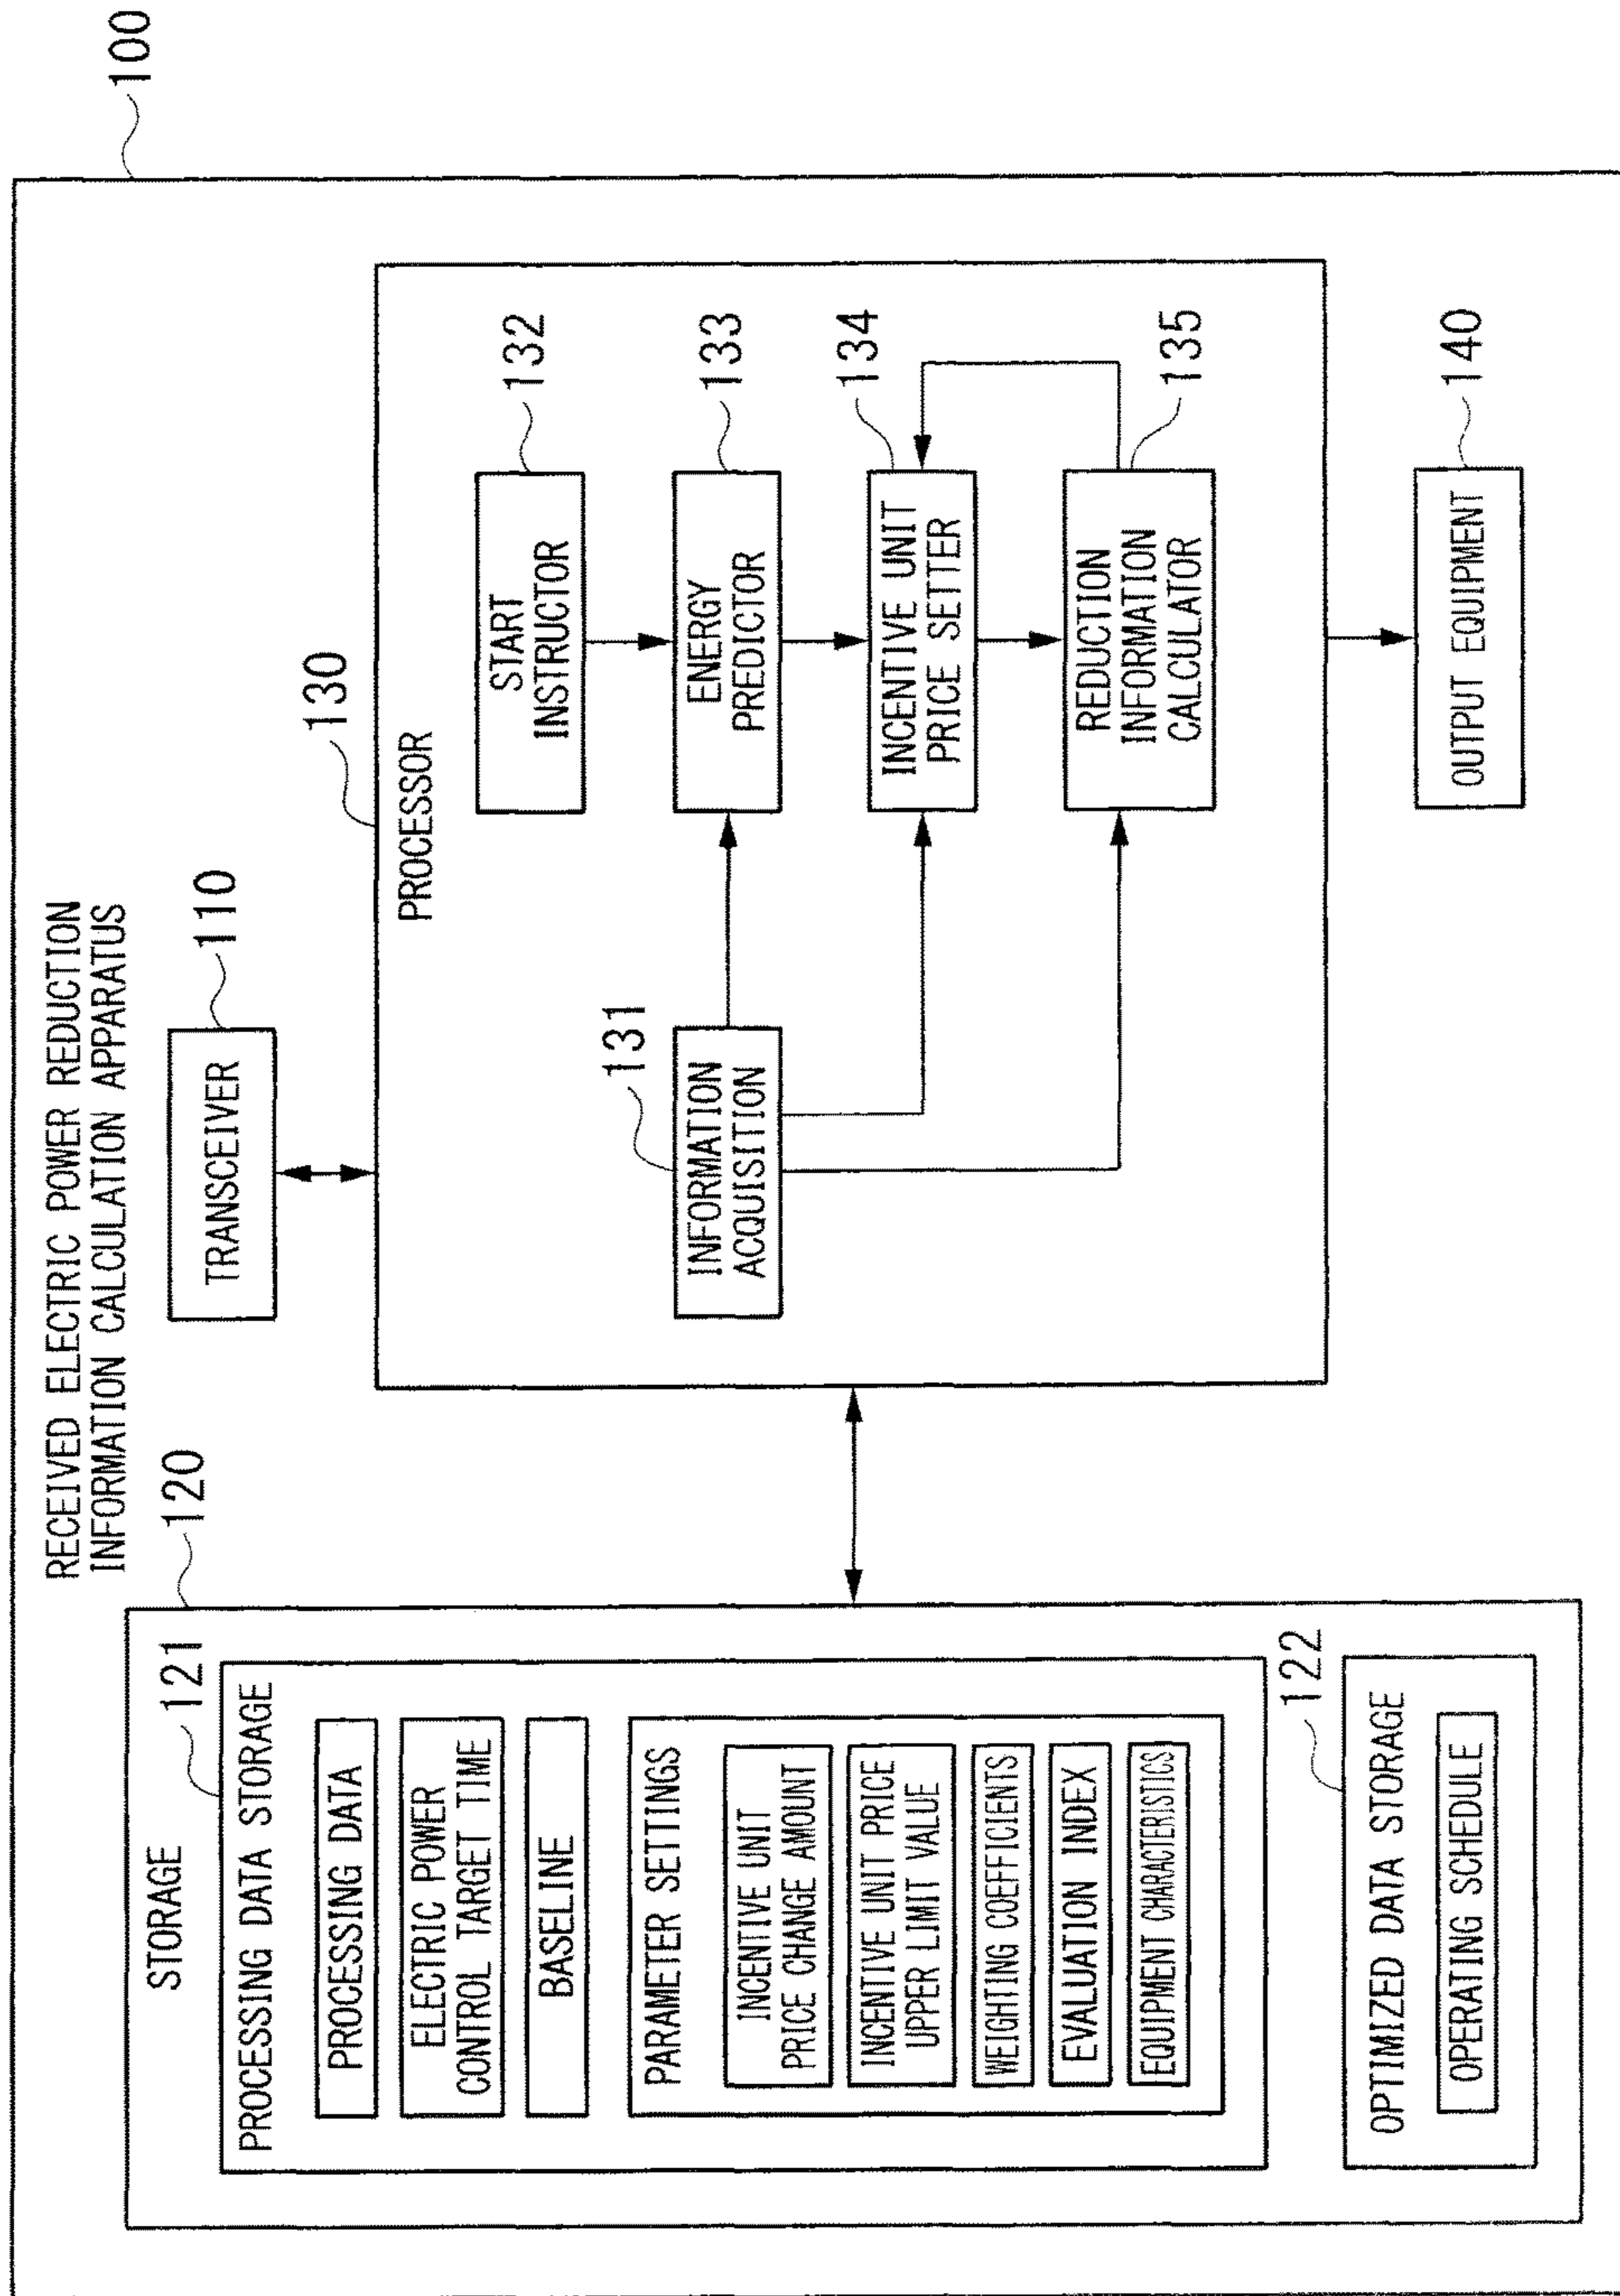 100
RECEIVED ELECTRIC POWER REDUCTION
INFORMATION CALCULATION APPARATUS
120
STORAGE
121
PROCESSING DATA STORAGE
PROCESSING DATA
ELECTRIC POWER
CONTROL TARGET TIME
BASELINE
PARAMETER SETTINGS
INCENTIVE UNIT
PRICE CHANGE AMOUNT
INCENTIVE UNIT PRICE
UPPER LIMIT VALUE
WEIGHTING COEFFICIENTS
EVALUATION INDEX
EQUIPMENT CHARACTERISTICS
122
OPTIMIZED DATA STORAGE
OPERATING SCHEDULE
110
TRANSCEIVER
130
PROCESSOR
131
INFORMATION
ACQUISITION
132
START
INSTRUCTOR
133
ENERGY
PREDICTOR
134
INCENTIVE UNIT
PRICE SETTER
135
REDUCTION
INFORMATION
CALCULATOR
140
OUTPUT EQUIPMENT